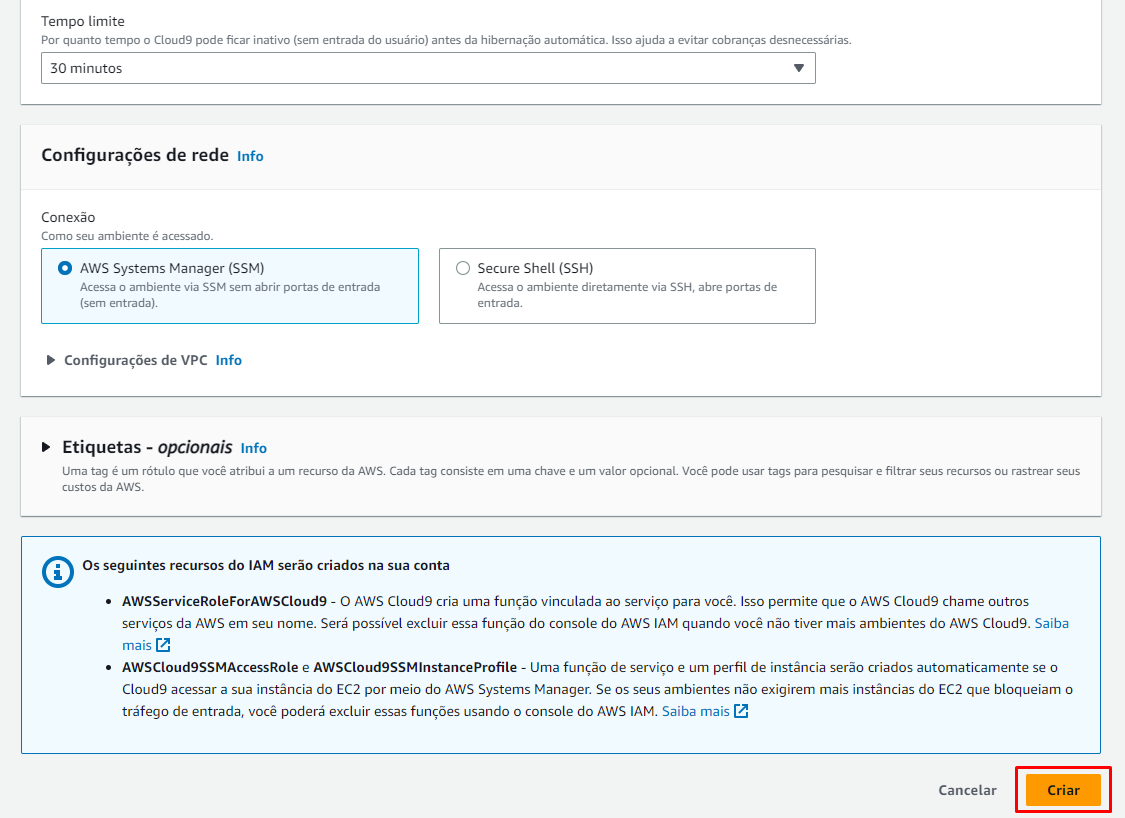 Tempo limite
Por quanto tempo o Cloud9 pode ficar inativo (sem entrada do usuário) antes da hibernação automática. Isso ajuda a evitar cobranças desnecessárias.
30 minutos
Configurações de rede Info
Conexão
Como seu ambiente é acessado.
AWS Systems Manager (SSM)
Acessa o ambiente via SSM sem abrir portas de entrada
(sem entrada).
Secure Shell (SSH)
Acessa o ambiente diretamente via SSH, abre portas de
entrada.
Configurações de VPC Info
Etiquetas - opcionais Info
Uma tag é um rótulo que você atribui a um recurso da AWS. Cada tag consiste em uma chave e um valor opcional. Você pode usar tags para pesquisar e filtrar seus recursos ou rastrear seus
custos da AWS.
Os seguintes recursos do IAM serão criados na sua conta
• AWSServiceRoleForAWSCloud9 - O AWS Cloud9 cria uma função vinculada ao serviço para você. Isso permite que o AWS Cloud9 chame outros
serviços da AWS em seu nome. Será possível excluir essa função do console do AWS IAM quando você não tiver mais ambientes do AWS Cloud9. Saiba
mais
• AWSCloud9SSMAccessRole e AWSCloud9SSMInstanceProfile - Uma função de serviço e um perfil de instância serão criados automaticamente se o
Cloud9 acessar a sua instância do EC2 por meio do AWS Systems Manager. Se os seus ambientes não exigirem mais instâncias do EC2 que bloqueiam o
tráfego de entrada, você poderá excluir essas funções usando o console do AWS IAM. Saiba mais
Cancelar
Criar